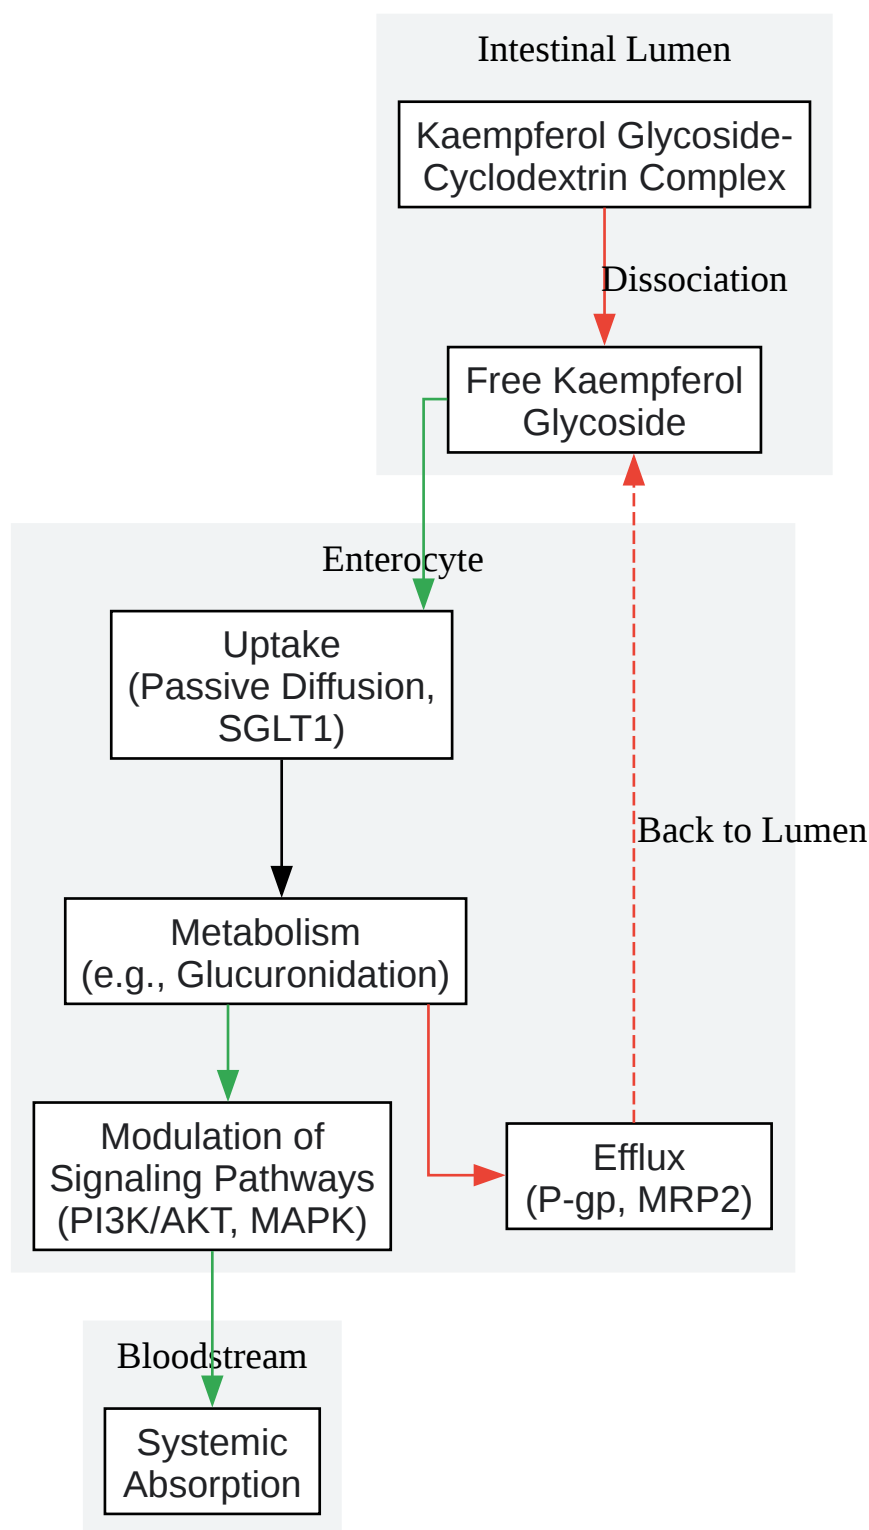 Intestinal Lumen
Kaempferol Glycoside-
Cyclodextrin Complex
Dissociation
Free Kaempferol
Glycoside
Enterocyte
Uptake
(Passive Diffusion,
SGLT1)
Back to Lumen
Metabolism
(e.g., Glucuronidation)
Modulation of
Signaling Pathways
(PI3K/AKT, MAPK)
Efflux
(P-gp, MRP2)
Bloodstream
Systemic
Absorption